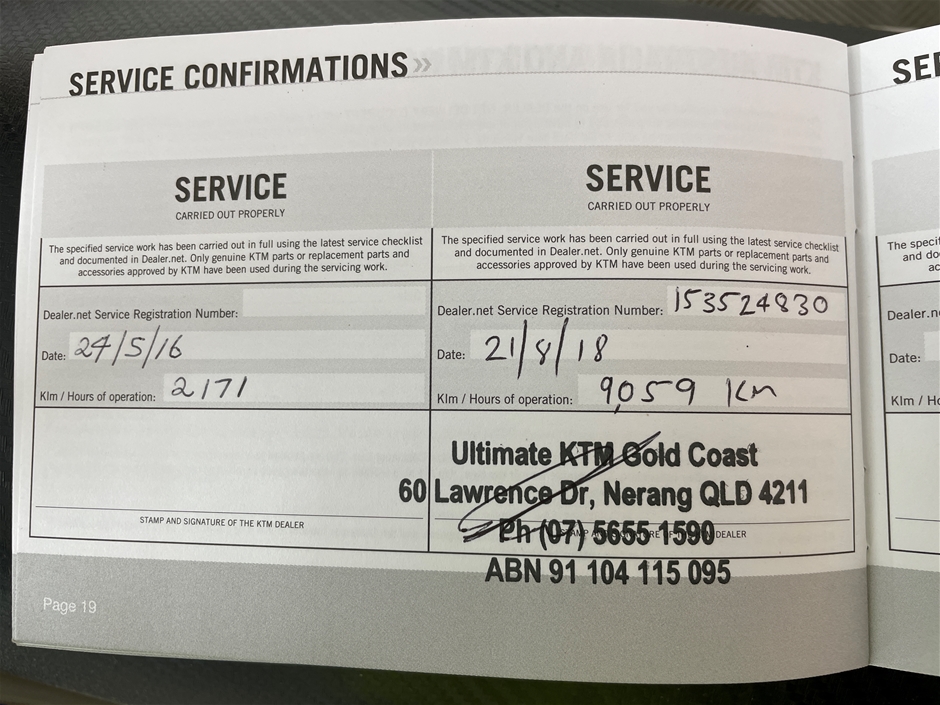 SERVICE CONFIRMATIONS»
SERVICE
CARRIED OUT PROPERLY
The specified service work has been carried out in full using the latest service checklist
and documented in Dealer.net. Only genuine KTM parts or replacement parts and
accessories approved by KTM have been used during the servicing work.
Dealer.net Service Registration Number:
Date: 24/5/16
Klm / Hours of operation: 2171
STAMP AND SIGNATURE OF THE KTM DEALER
Page 19
SERVICE
CARRIED OUT PROPERLY
The specified service work has been carried out in full using the latest service checklist
and documented in Dealer.net. Only genuine KTM parts or replacement parts and
accessories approved by KTM have been used during the servicing work.
Dealer.net Service Registration Number: 153524830
Date: 21/8/18
Klm / Hours of operation: 9,059 Km
Ultimate KTM Gold Coast
60 Lawrence Dr, Nerang QLD 4211
Ph (07) 5655 1590
DEALER
ABN 91 104 115 095
SE
The specifi
and do
ac
Dealer.n
Date:
Klm / Ho